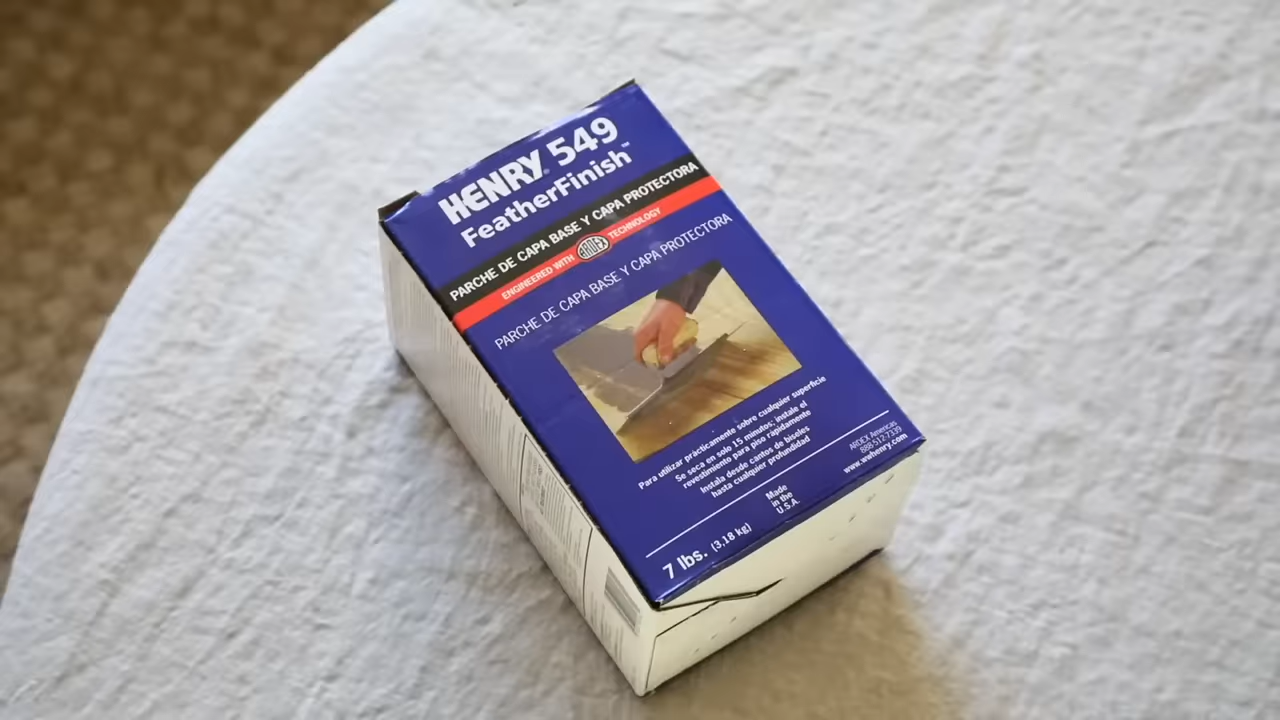 HENRY 549
FeatherFinish™
PARCHE DE CAPA BASE Y CAPA PROTECTORA
ENGINEERED WITH ARDEX TECHNOLOGY
PARCHE DE CAPA BASE Y CAPA PROTECTORA
Para utilizar prácticamente sobre cualquier superficie
Se seca en solo 15 minutos; instale el
revestimiento para piso rápidamente
Instala desde cantos de biseles
hasta cualquier profundidad
ARDEX Americas
888-512-7339
www.wwhenry.com
Made
in the
U.S.A.
7 lbs. (3,18 kg)